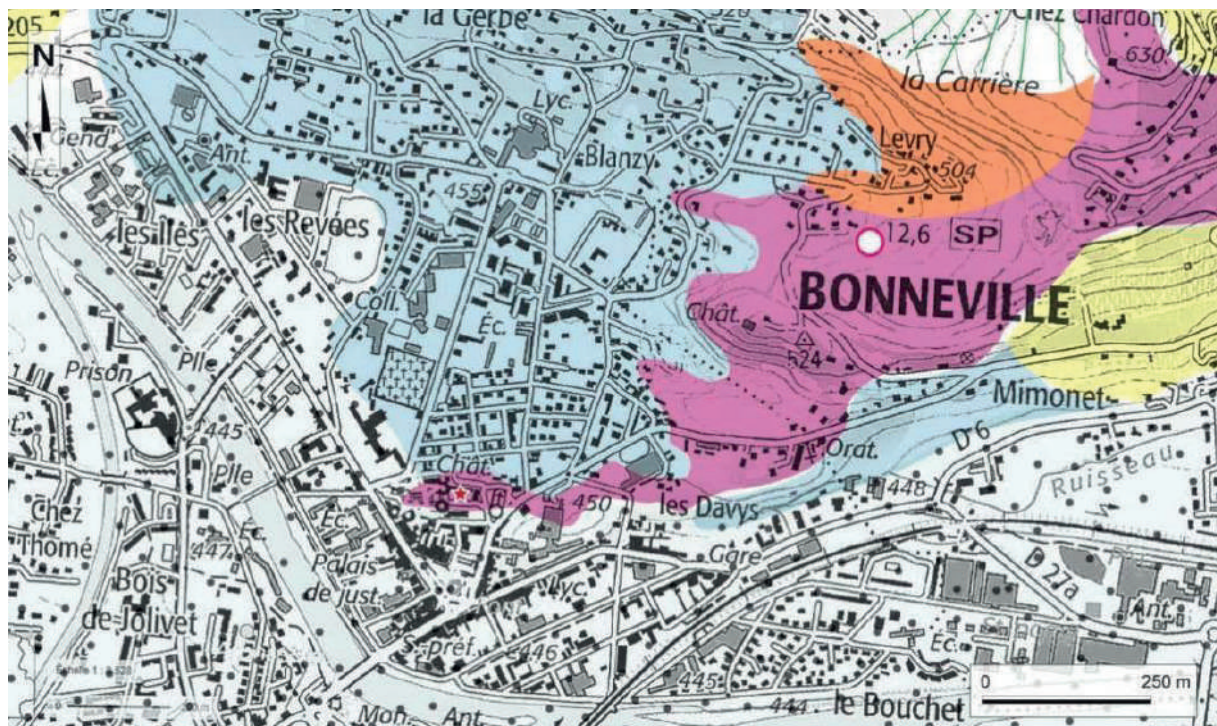 205
N
la Gerbe
Chez Chardon
630
la Carrière
Lyc.
Levry
504
Gend
Éc.
Ant.
Blanzy
455
les Iles
les Revées
12,6
SP
BONNEVILLE
Coll.
Éc.
Chât.
524
Prison
Plle
Mimonet
445
Orat.
D 6
Plle
Chât.
Ruisseau
Chez
Thomé
447
Éc.
Éc.
450
les Davys
448
Palais
de just.
Gare
Bois
de-Jolivet
Lyc.
D 27a
Ant.
S-préf.
446
Éc.
445
444
le Bouchet
Mon.
Ant.
0
250 m